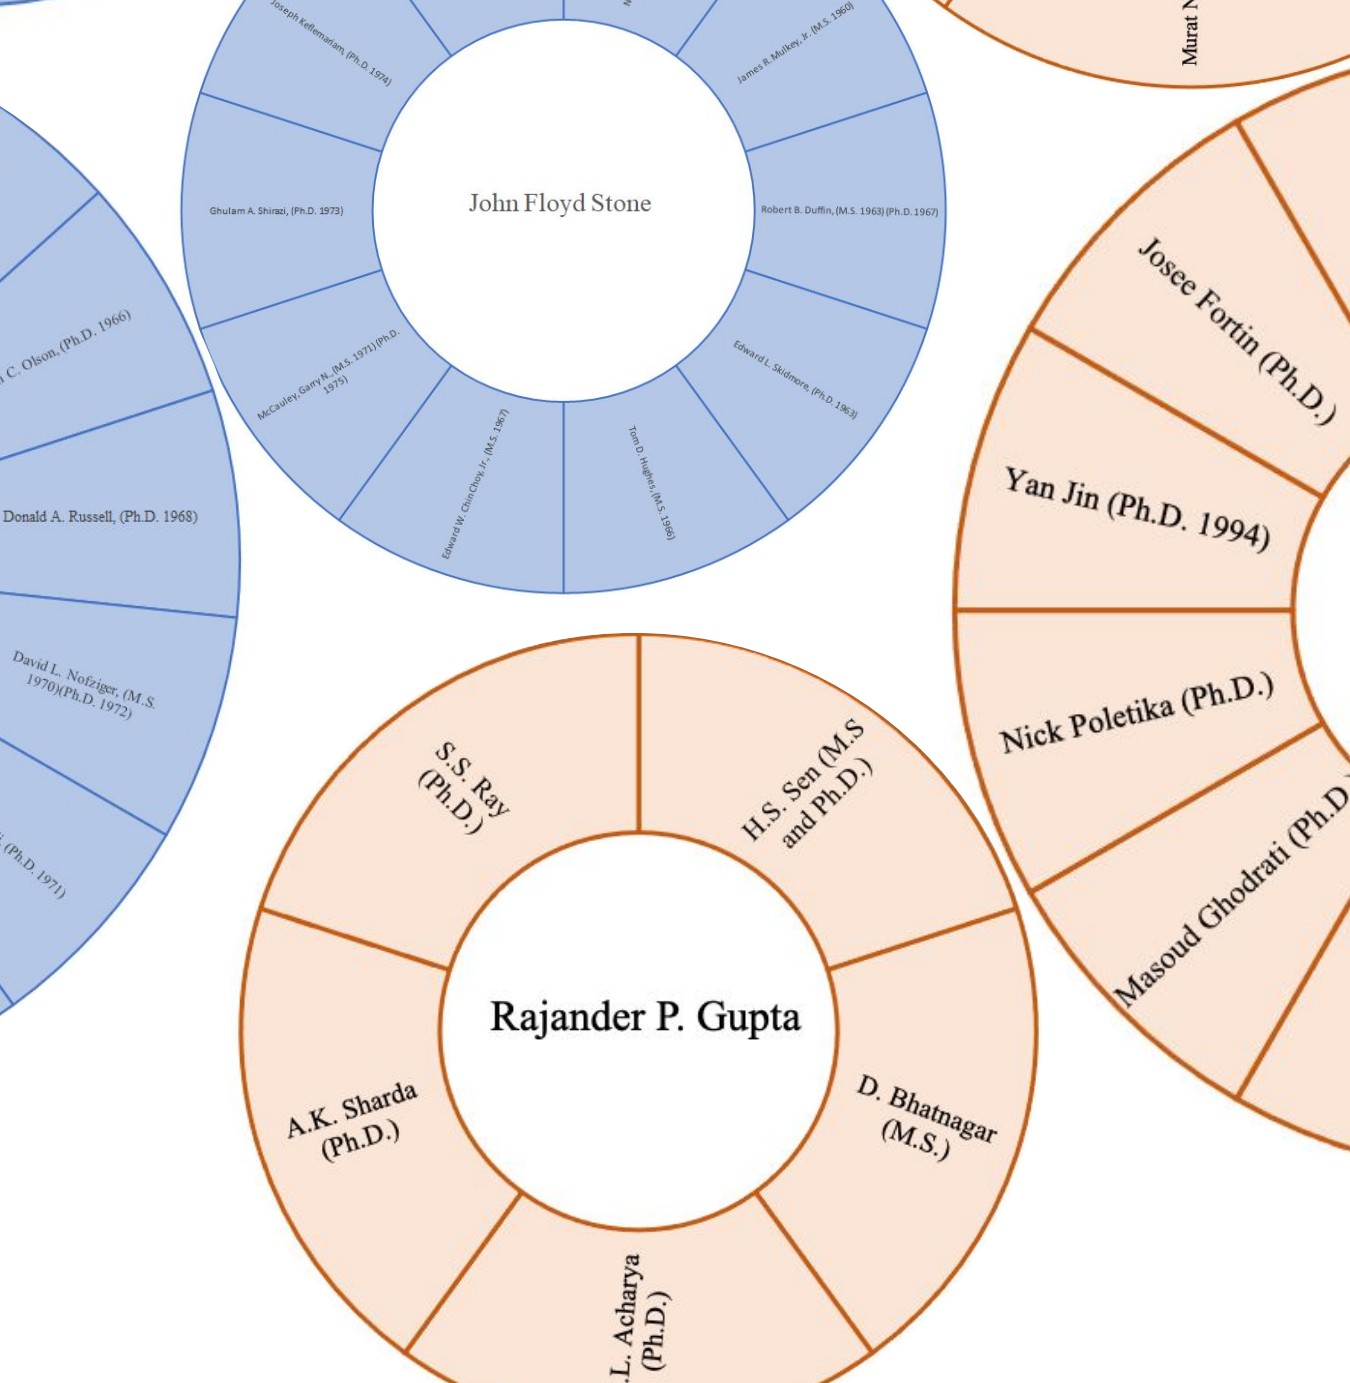 Joseph Keflemariam, (Ph.D. 1974)
James R. Mulkey, Jr. (M.S. 1960)
Murat
Ghulam A. Shirazi, (Ph.D. 1973)
John Floyd Stone
Robert B. Duffin, (M.S. 1963) (Ph.D. 1967)
McCauley, Garry N., (M.S. 1971) (Ph.D.
1975)
Edward W. Chin Choy, Jr., (M.S. 1967)
Tom D. Hughes, (M.S. 1966)
Edward L. Skidmore, (Ph.D. 1963)
C. Olson, (Ph.D. 1966)
Donald A. Russell, (Ph.D. 1968)
David L. Nofziger, (M.S.
1970)(Ph.D. 1972)
(Ph.D. 1971)
Josee Fortin (Ph.D.)
Yan Jin (Ph.D. 1994)
Nick Poletika (Ph.D.)
Masoud Ghodrati (Ph.D
S.S. Ray
(Ph.D.)
H.S. Sen (M.S
and Ph.D.)
Rajander P. Gupta
A.K. Sharda
(Ph.D.)
D. Bhatnagar
(M.S.)
.L. Acharya
(Ph.D.)